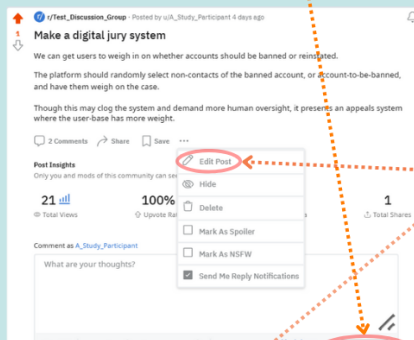 r/Test_Discussion_Group · Posted by u/A_Study_Participant 4 days ago
1
Make a digital jury system
We can get users to weigh in on whether accounts should be banned or reinstated.
The platform should randomly select non-contacts of the banned account, or account-to-be-banned,
and have them weigh on the case.
Though this may clog the system and demand more human oversight, it presents an appeals system
where the user-base has more weight.
2 Comments Share Save ...
Edit Post
Post Insights
Only you and mods of this community can see
Hide
21 100% 1
Delete
Total Views Upvote Total Shares
Mark As Spoiler
Comment as A_Study_Participant
Mark As NSFW
What are your thoughts?
Send Me Reply Notifications